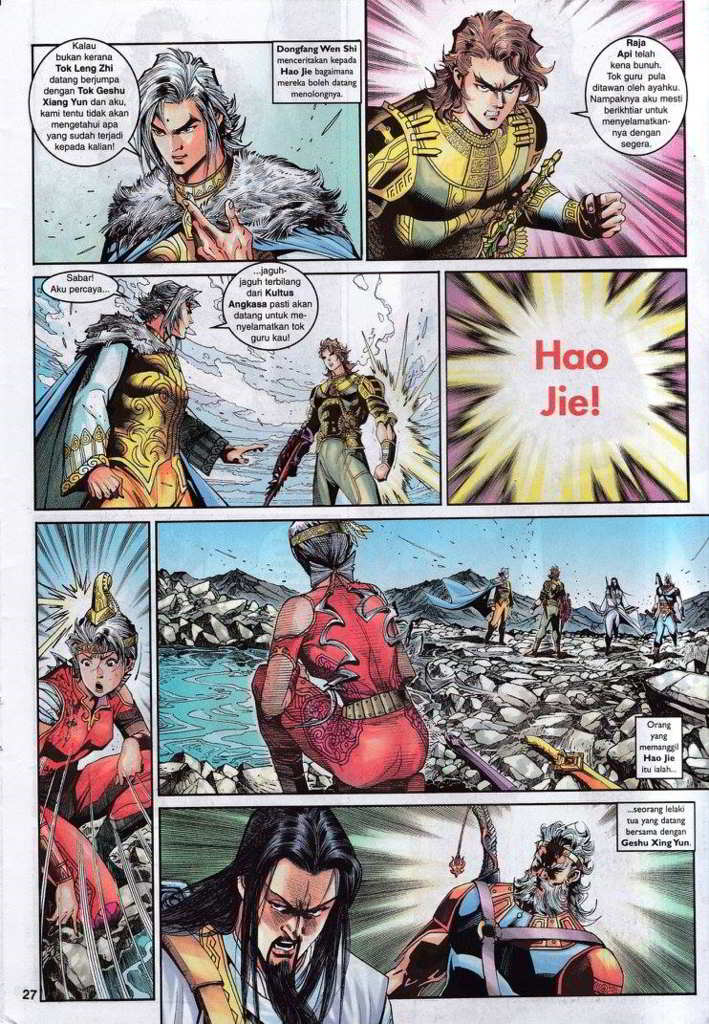 Kalau
bukan kerana
Tok Leng Zhi
datang berjumpa
dengan Tok Geshu
Xiang Yun dan aku,
kami tentu tidak akan
mengetahui apa
yang sudah terjadi
kepada kalian!
Dongfang Wen Shi
menceritakan kepada
Hao Jie bagaimana
mereka boleh datang
menolongnya.
Raja
Api telah
kena bunuh.
Tok guru pula
ditawan oleh ayahku.
Nampaknya aku mesti
berikhtiar untuk
menyelamatkan-
nya dengan
segera.
Sabar!
Aku percaya...
...jaguh-
jaguh terbilang
dari Kultus
Angkasa pasti akan
datang untuk me-
nyelamatkan tok
guru kau!
Hao
Jie!
Orang
yang
memanggil
Hao Jie
itu ialah...
...seorang lelaki
tua yang datang
bersama dengan
Geshu Xing Yun.
27